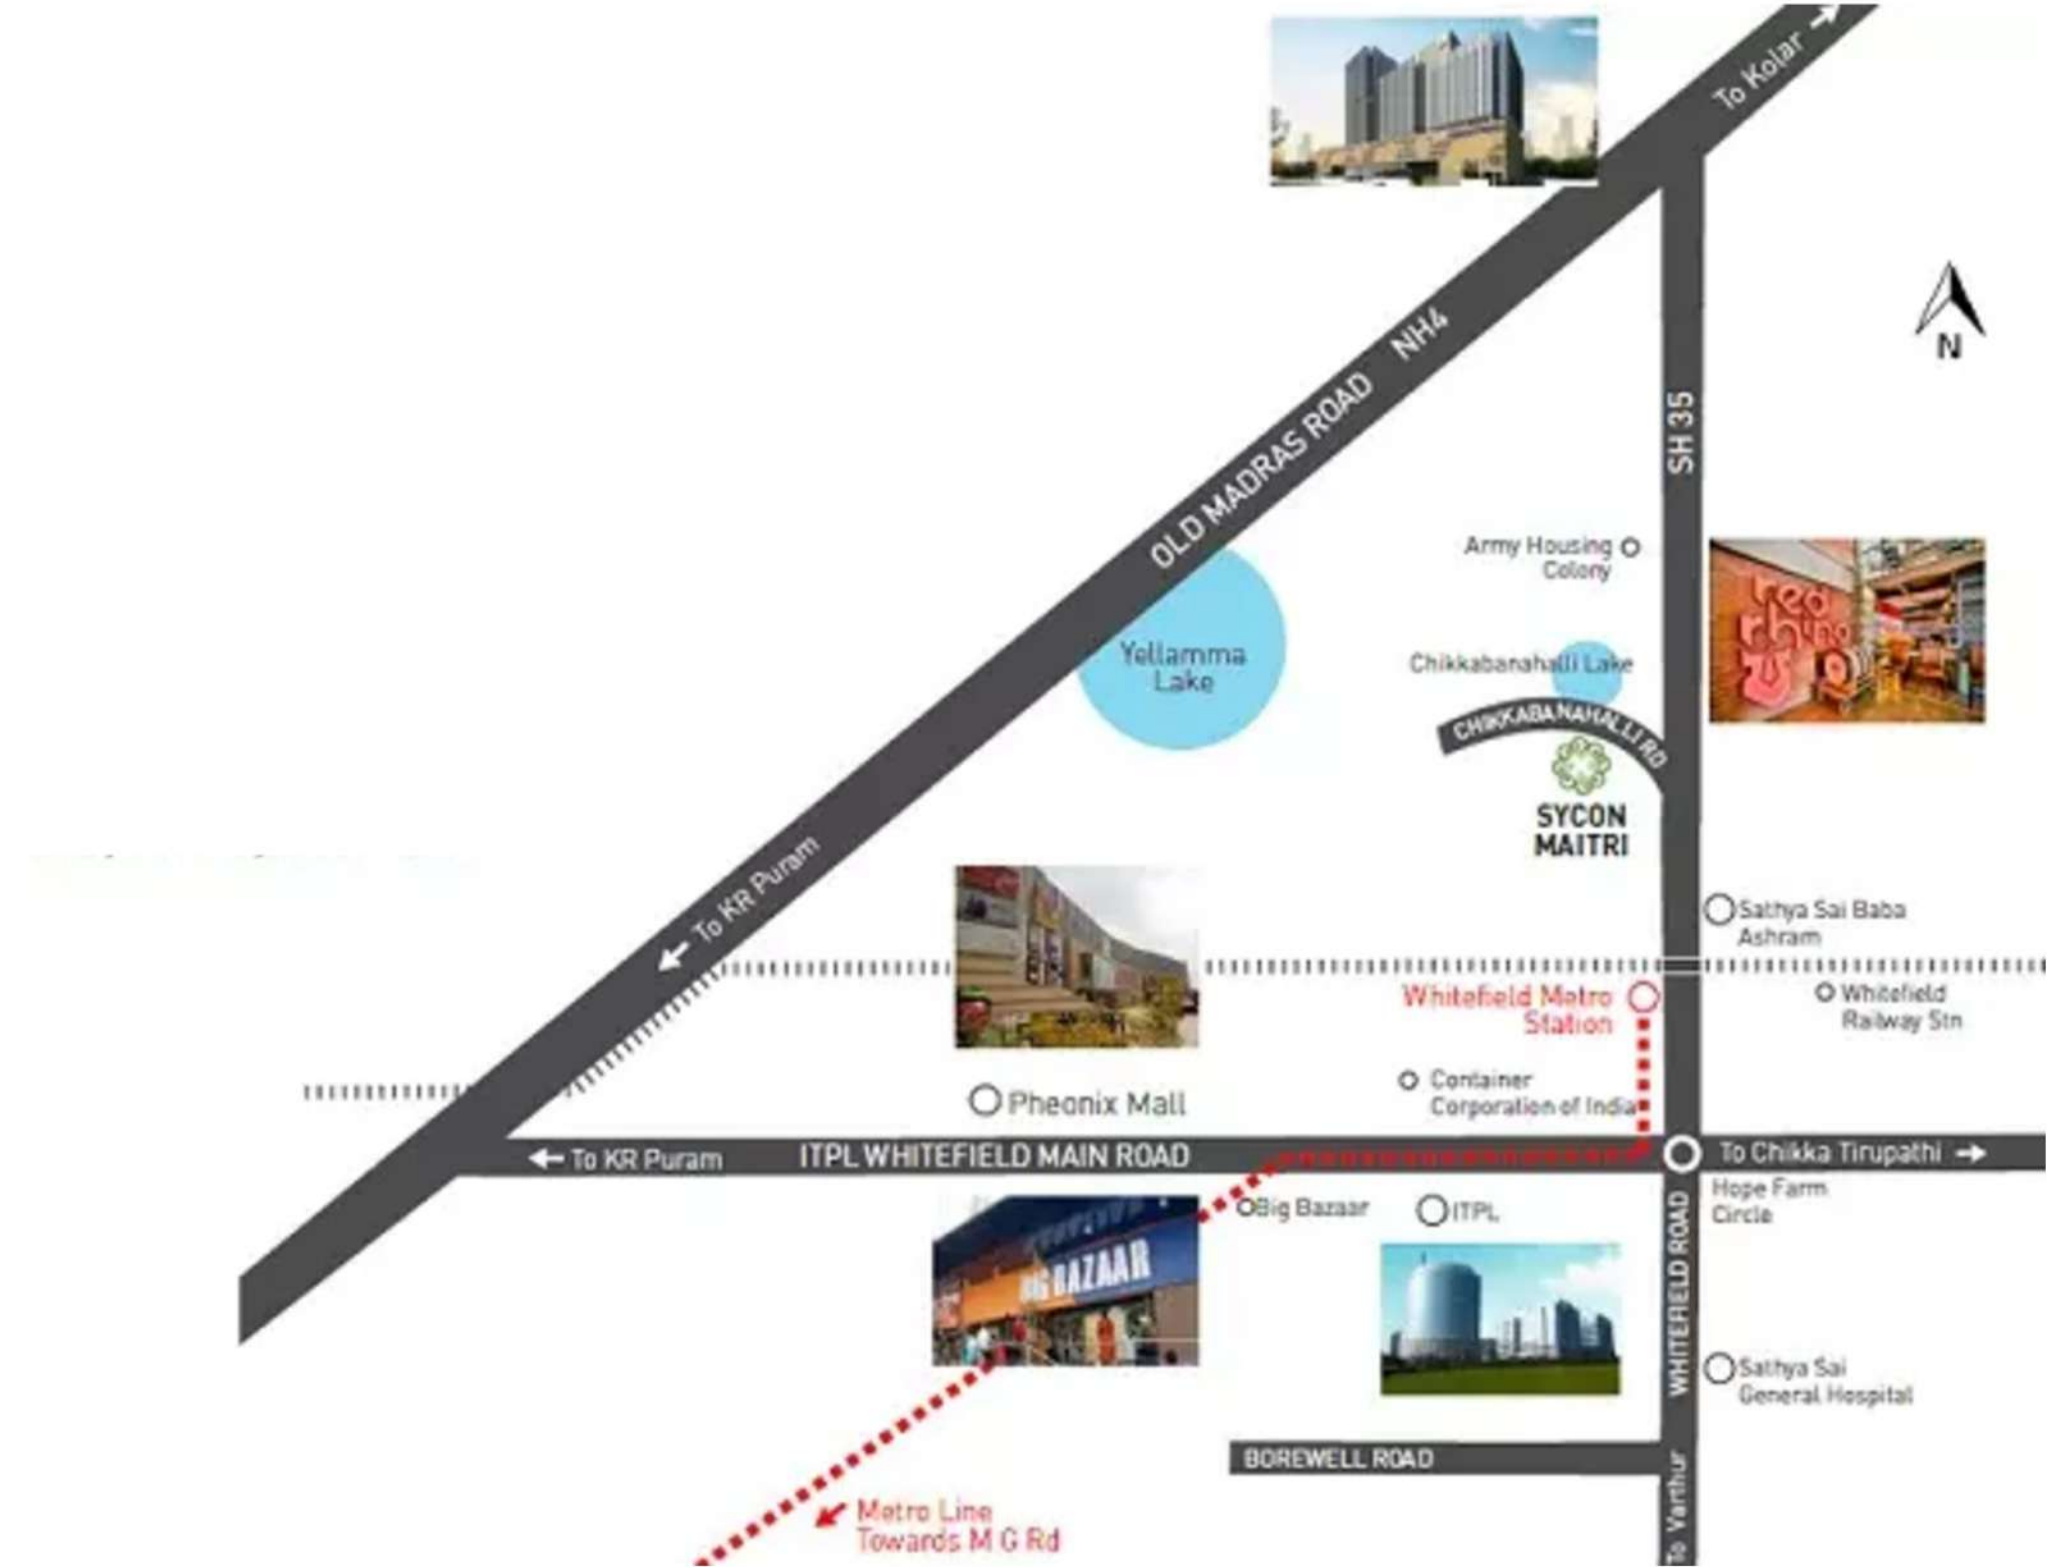 To Kolar
NH4
OLD MADRAS ROAD
N
SH 35
Army Housing
Colony
red
rhino
Yellamma
Lake
Chikkabanahalli Lake
CHIKKABANAHALLI RD
SYCON
MAITRI
To KR Puram
Sathya Sai Baba
Ashram
Whitefield Metro
Station
Whitefield
Railway Stn
Container
Corporation of India
Pheonix Mall
To KR Puram
ITPL WHITEFIELD MAIN ROAD
To Chikka Tirupathi
Hope Farm
Circle
Big Bazaar
ITPL
BIG BAZAAR
WHITEFIELD ROAD
Sathya Sai
General Hospital
BOREWELL ROAD
To Varthur
Metro Line
Towards M G Rd